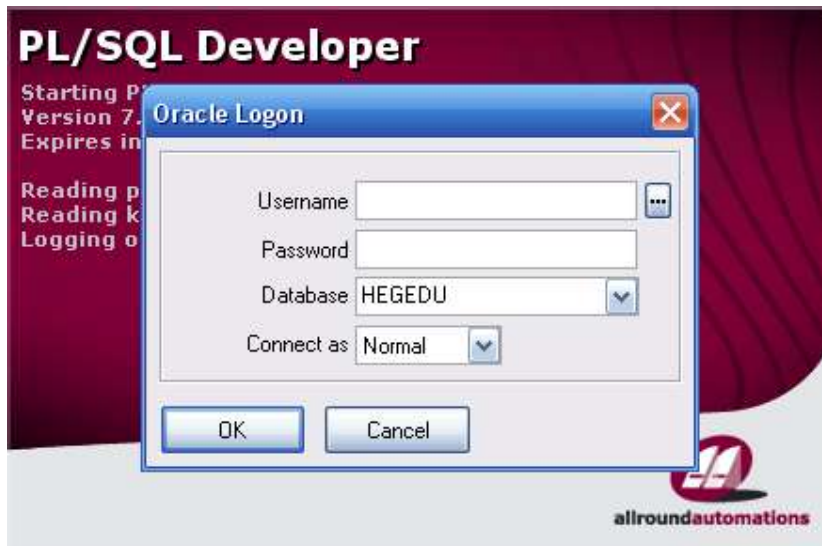 PL/SQL Developer
Starting P
Version 7.
Expires in
Reading p
Reading k
Logging o
Oracle Logon
Username
...
Password
Database HEGEDU
Connect as Normal
OK Cancel
allroundautomations